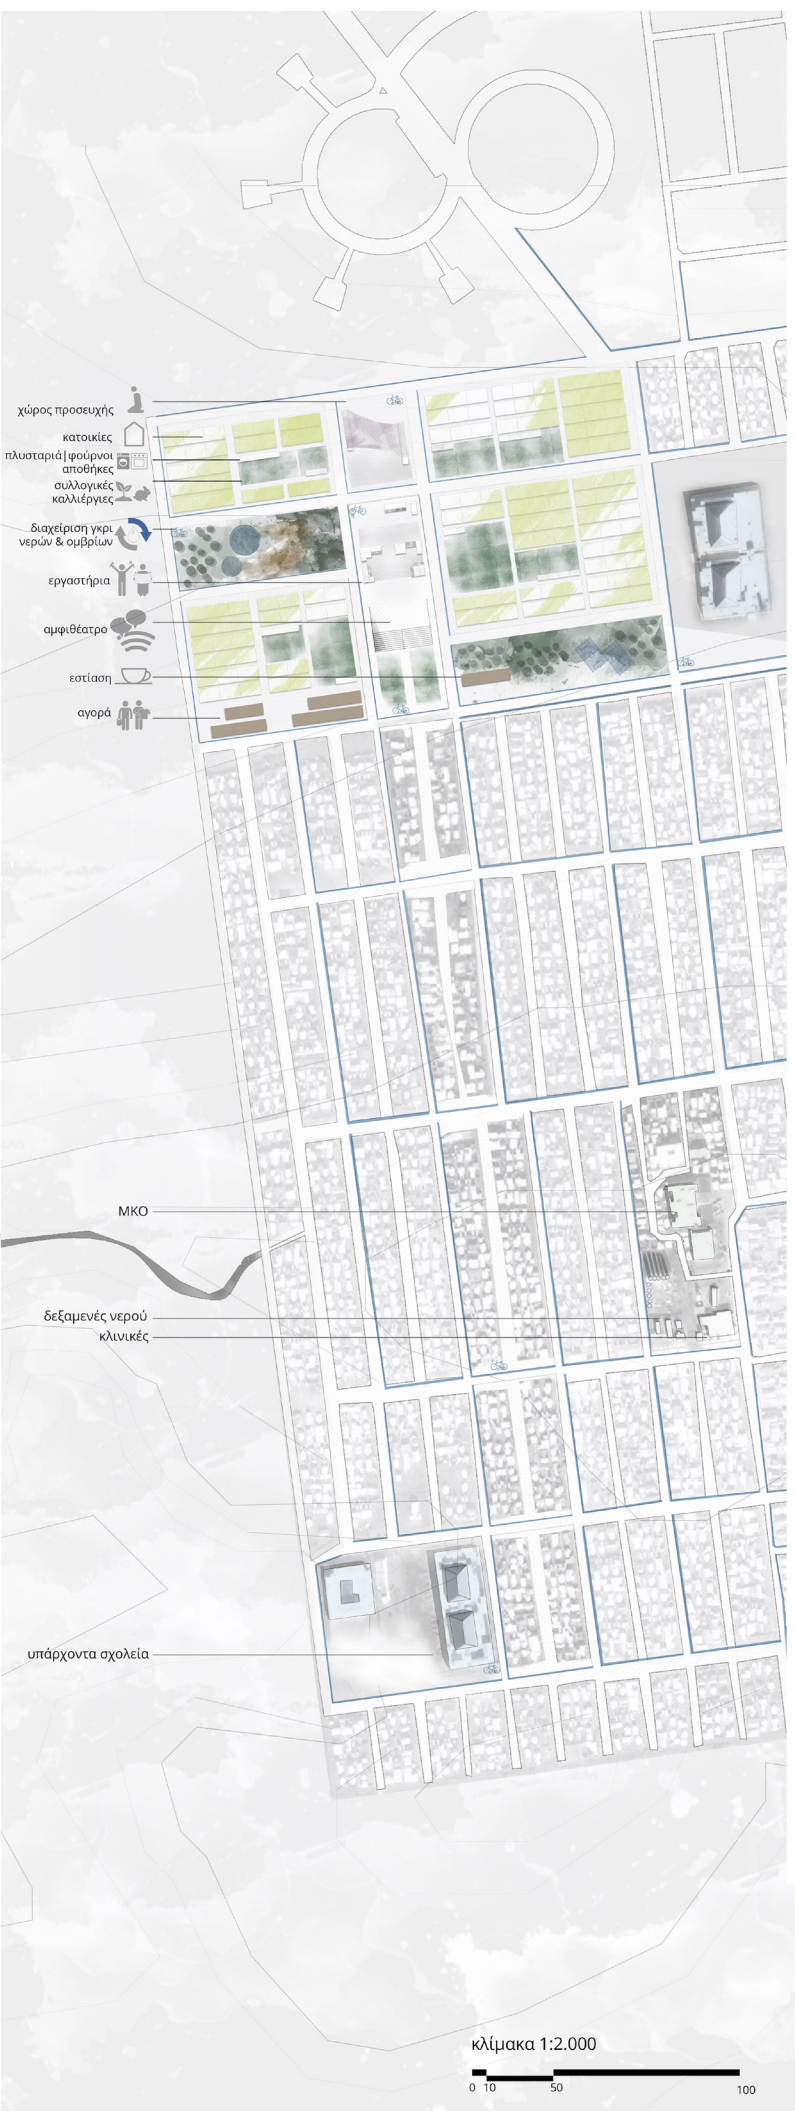 χώρος προσευχής
κατοικίες
πλυσταριά|φούρνοι
αποθήκες
συλλογικές
καλλιέργιες
διαχείριση γκρι
νερών & ομβρίων
εργαστήρια
αμφιθέατρο
εστίαση
αγορά
ΜΚΟ
δεξαμενές νερού
κλινικές
υπάρχοντα σχολεία
κλίμακα 1:2.000
0 10 50 100